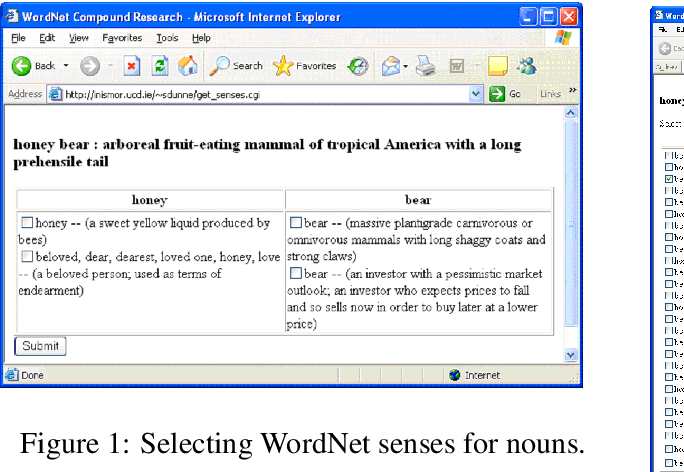 WordNet Compound Research - Microsoft Internet Explorer
File Edit View Favorites Tools Help
Back Search Favorites
Address http://inismor.ucd.ie/~sdunne/get_senses.cgi Go Links »
honey bear : arboreal fruit-eating mammal of tropical America with a long
prehensile tail
honey
honey -- (a sweet yellow liquid produced by
bees)
beloved, dear, dearest, loved one, honey, love
-- (a beloved person; used as terms of
endearment)
bear
bear -- (massive plantigrade carnivorous or
omnivorous mammals with long shaggy coats and
strong claws)
bear -- (an investor with a pessimistic market
outlook; an investor who expects prices to fall
and so sells now in order to buy later at a lower
price)
Submit
Done Internet
Figure 1: Selecting WordNet senses for nouns.